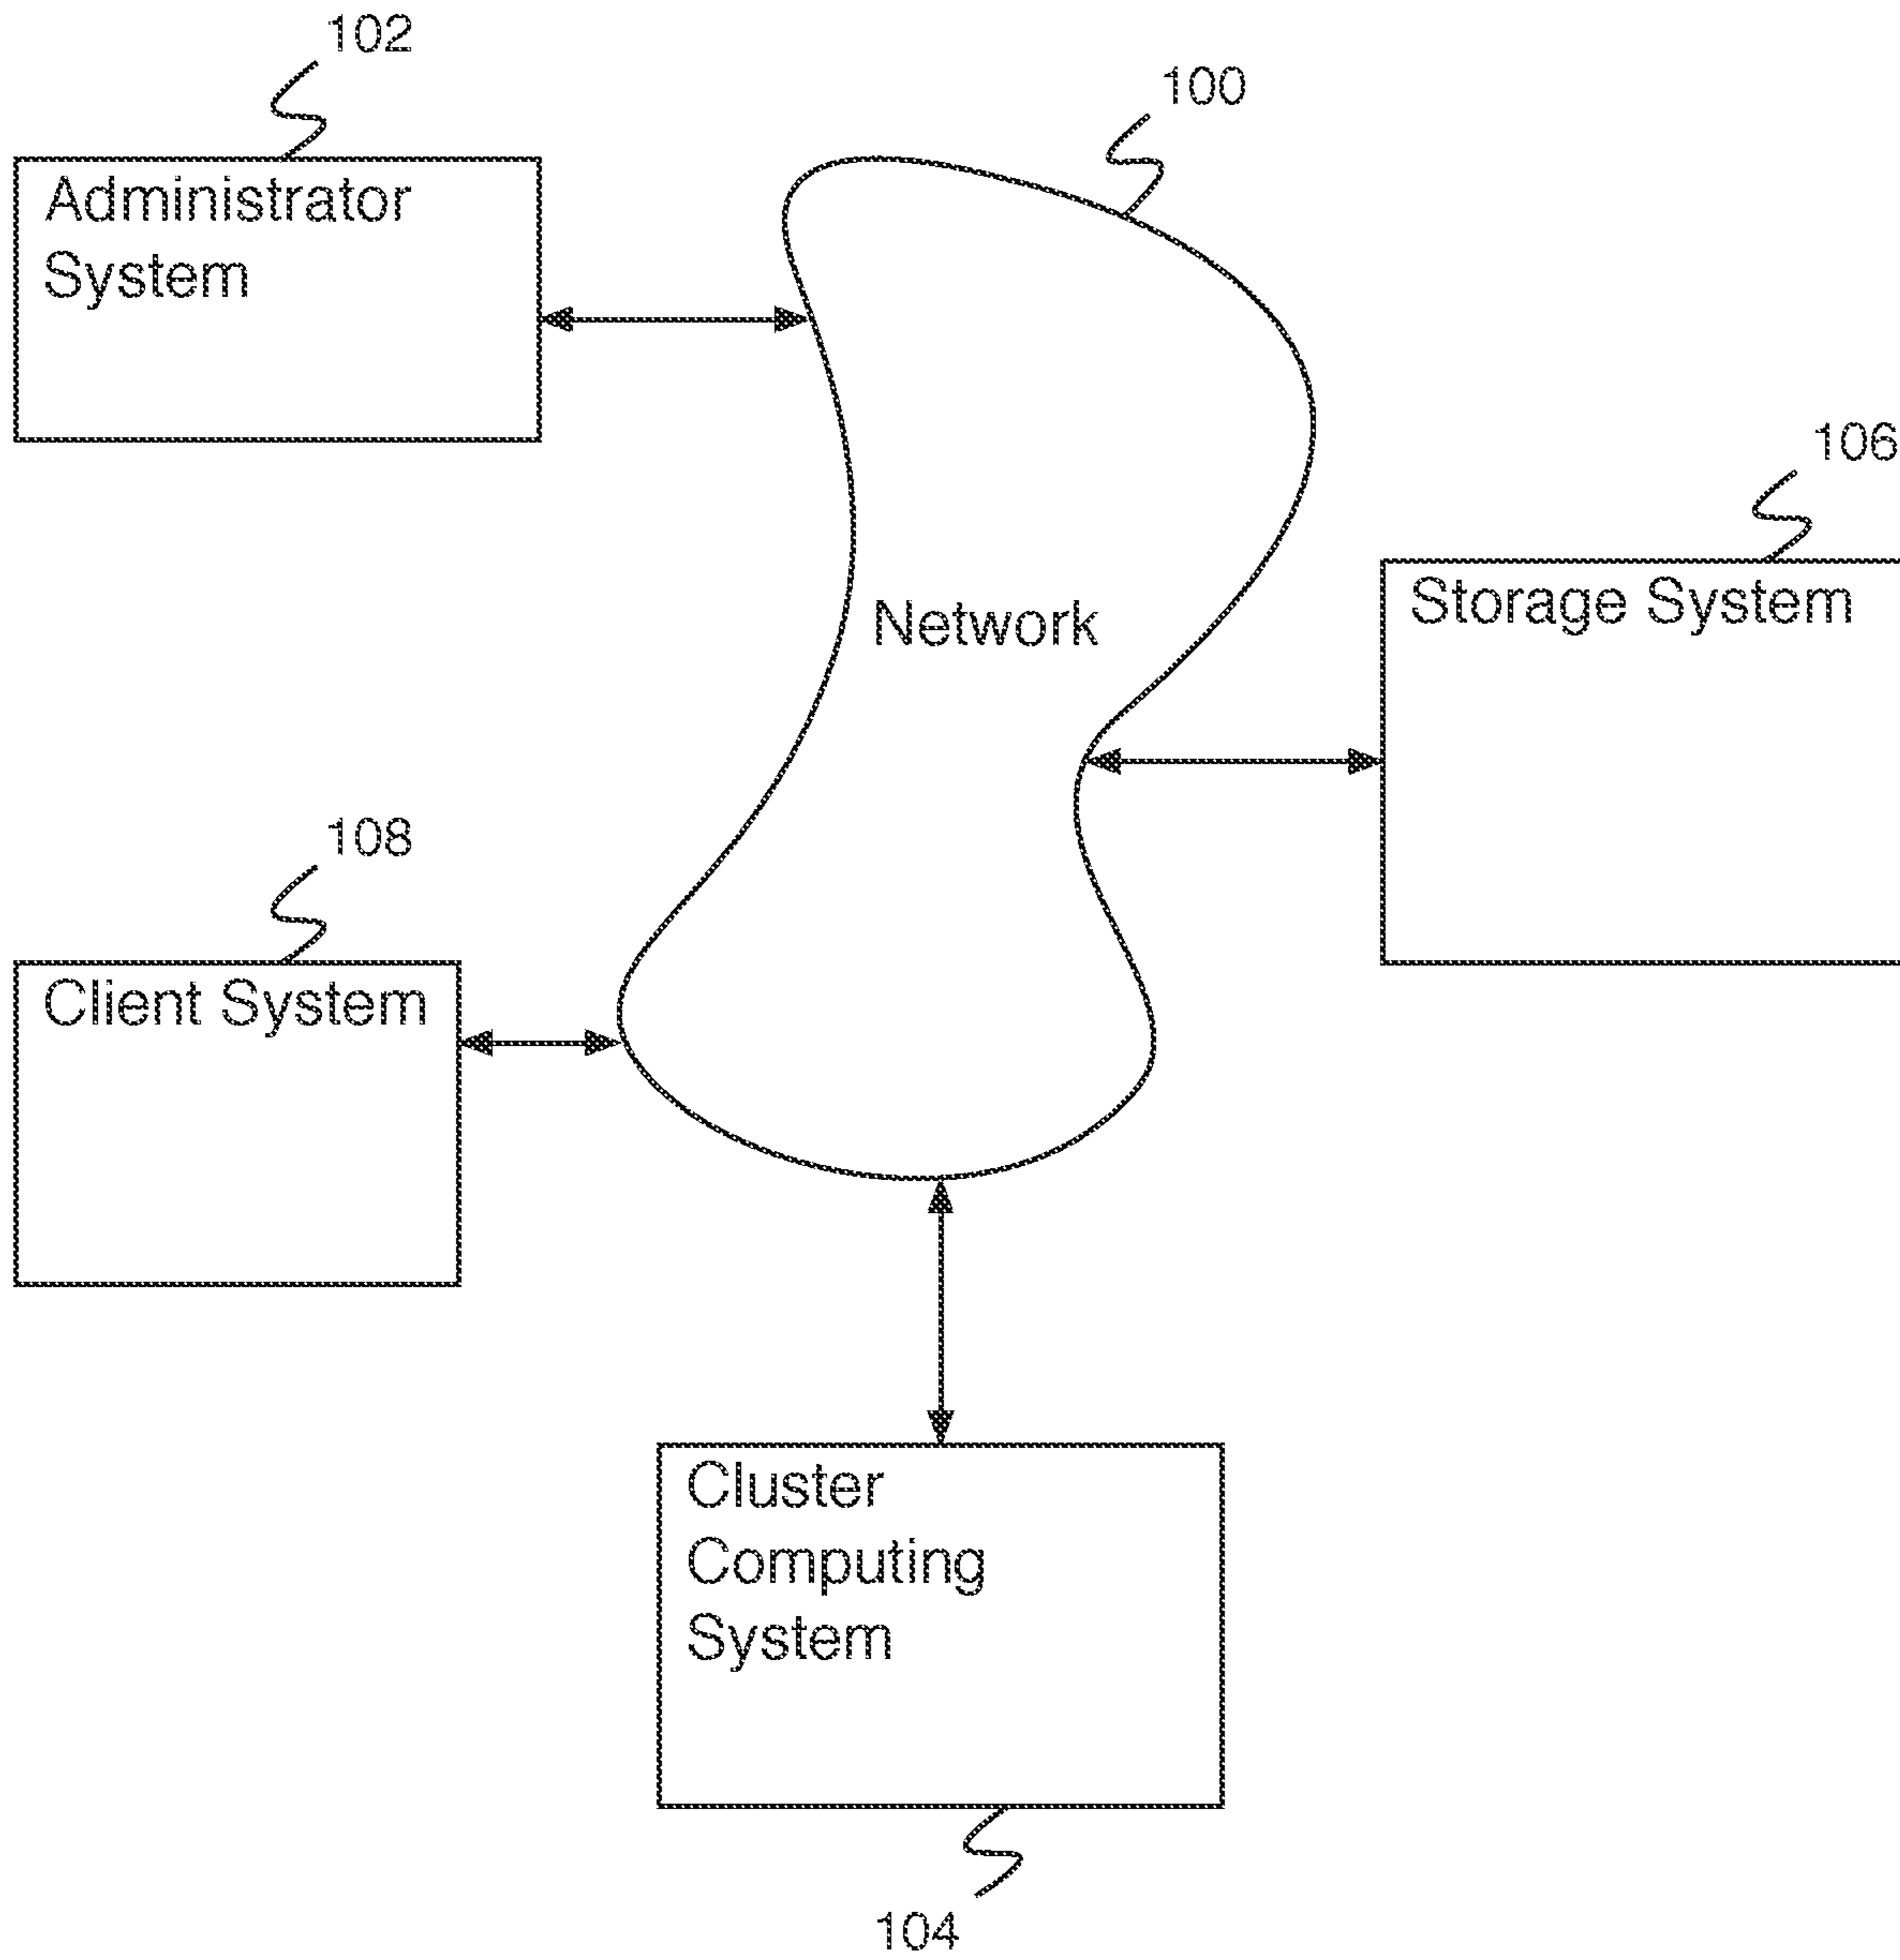 102
100
Administrator
System
106
Network
Storage System
108
Client System
Cluster
Computing
System
104